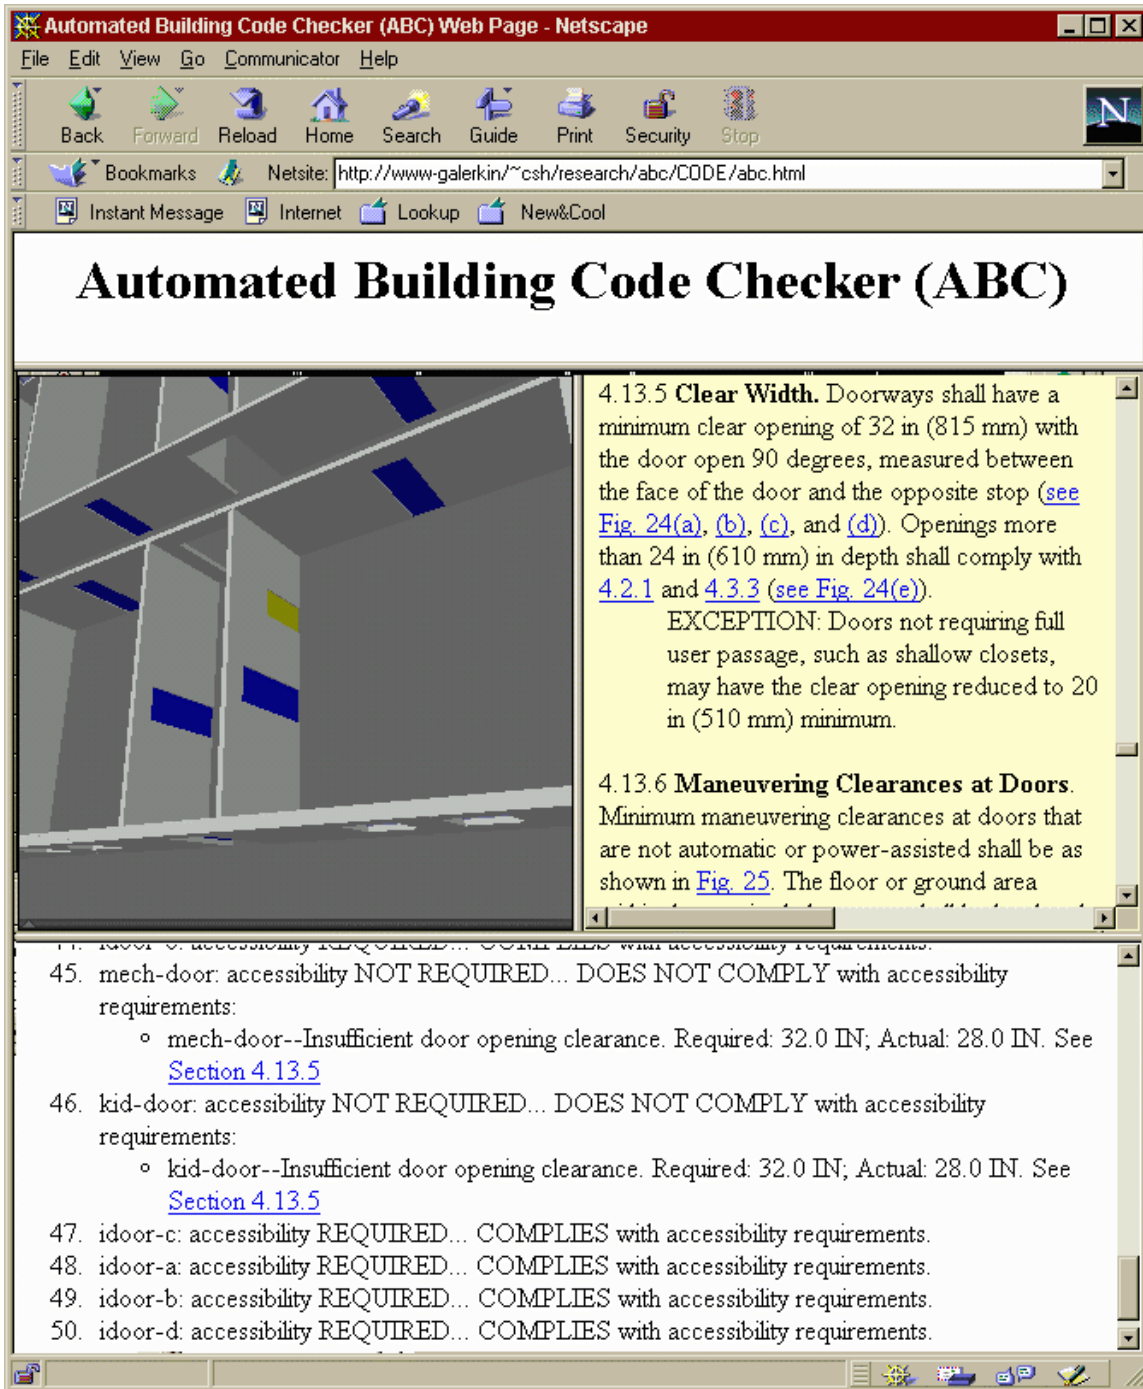 Automated Building Code Checker (ABC) Web Page - Netscape
File Edit View Go Communicator Help
Back Forward Reload Home Search Guide Print Security Stop
N
Bookmarks Netsite: http://www-galerkin/~csh/research/abc/CODE/abc.html
Instant Message Internet Lookup New&Cool
Automated Building Code Checker (ABC)
4.13.5 Clear Width. Doorways shall have a
minimum clear opening of 32 in (815 mm) with
the door open 90 degrees, measured between
the face of the door and the opposite stop (see
Fig. 24(a), (b), (c), and (d)). Openings more
than 24 in (610 mm) in depth shall comply with
4.2.1 and 4.3.3 (see Fig. 24(e)).
EXCEPTION: Doors not requiring full
user passage, such as shallow closets,
may have the clear opening reduced to 20
in (510 mm) minimum.
4.13.6 Maneuvering Clearances at Doors.
Minimum maneuvering clearances at doors that
are not automatic or power-assisted shall be as
shown in Fig. 25. The floor or ground area
accessibility REQUIRED... COMPLIES with accessibility requirements.
45. mech-door: accessibility NOT REQUIRED... DOES NOT COMPLY with accessibility
requirements:
mech-door--Insufficient door opening clearance. Required: 32.0 IN; Actual: 28.0 IN. See
Section 4.13.5
46. kid-door: accessibility NOT REQUIRED... DOES NOT COMPLY with accessibility
requirements:
kid-door--Insufficient door opening clearance. Required: 32.0 IN; Actual: 28.0 IN. See
Section 4.13.5
47. idoor-c: accessibility REQUIRED... COMPLIES with accessibility requirements.
48. idoor-a: accessibility REQUIRED... COMPLIES with accessibility requirements.
49. idoor-b: accessibility REQUIRED... COMPLIES with accessibility requirements.
50. idoor-d: accessibility REQUIRED... COMPLIES with accessibility requirements.